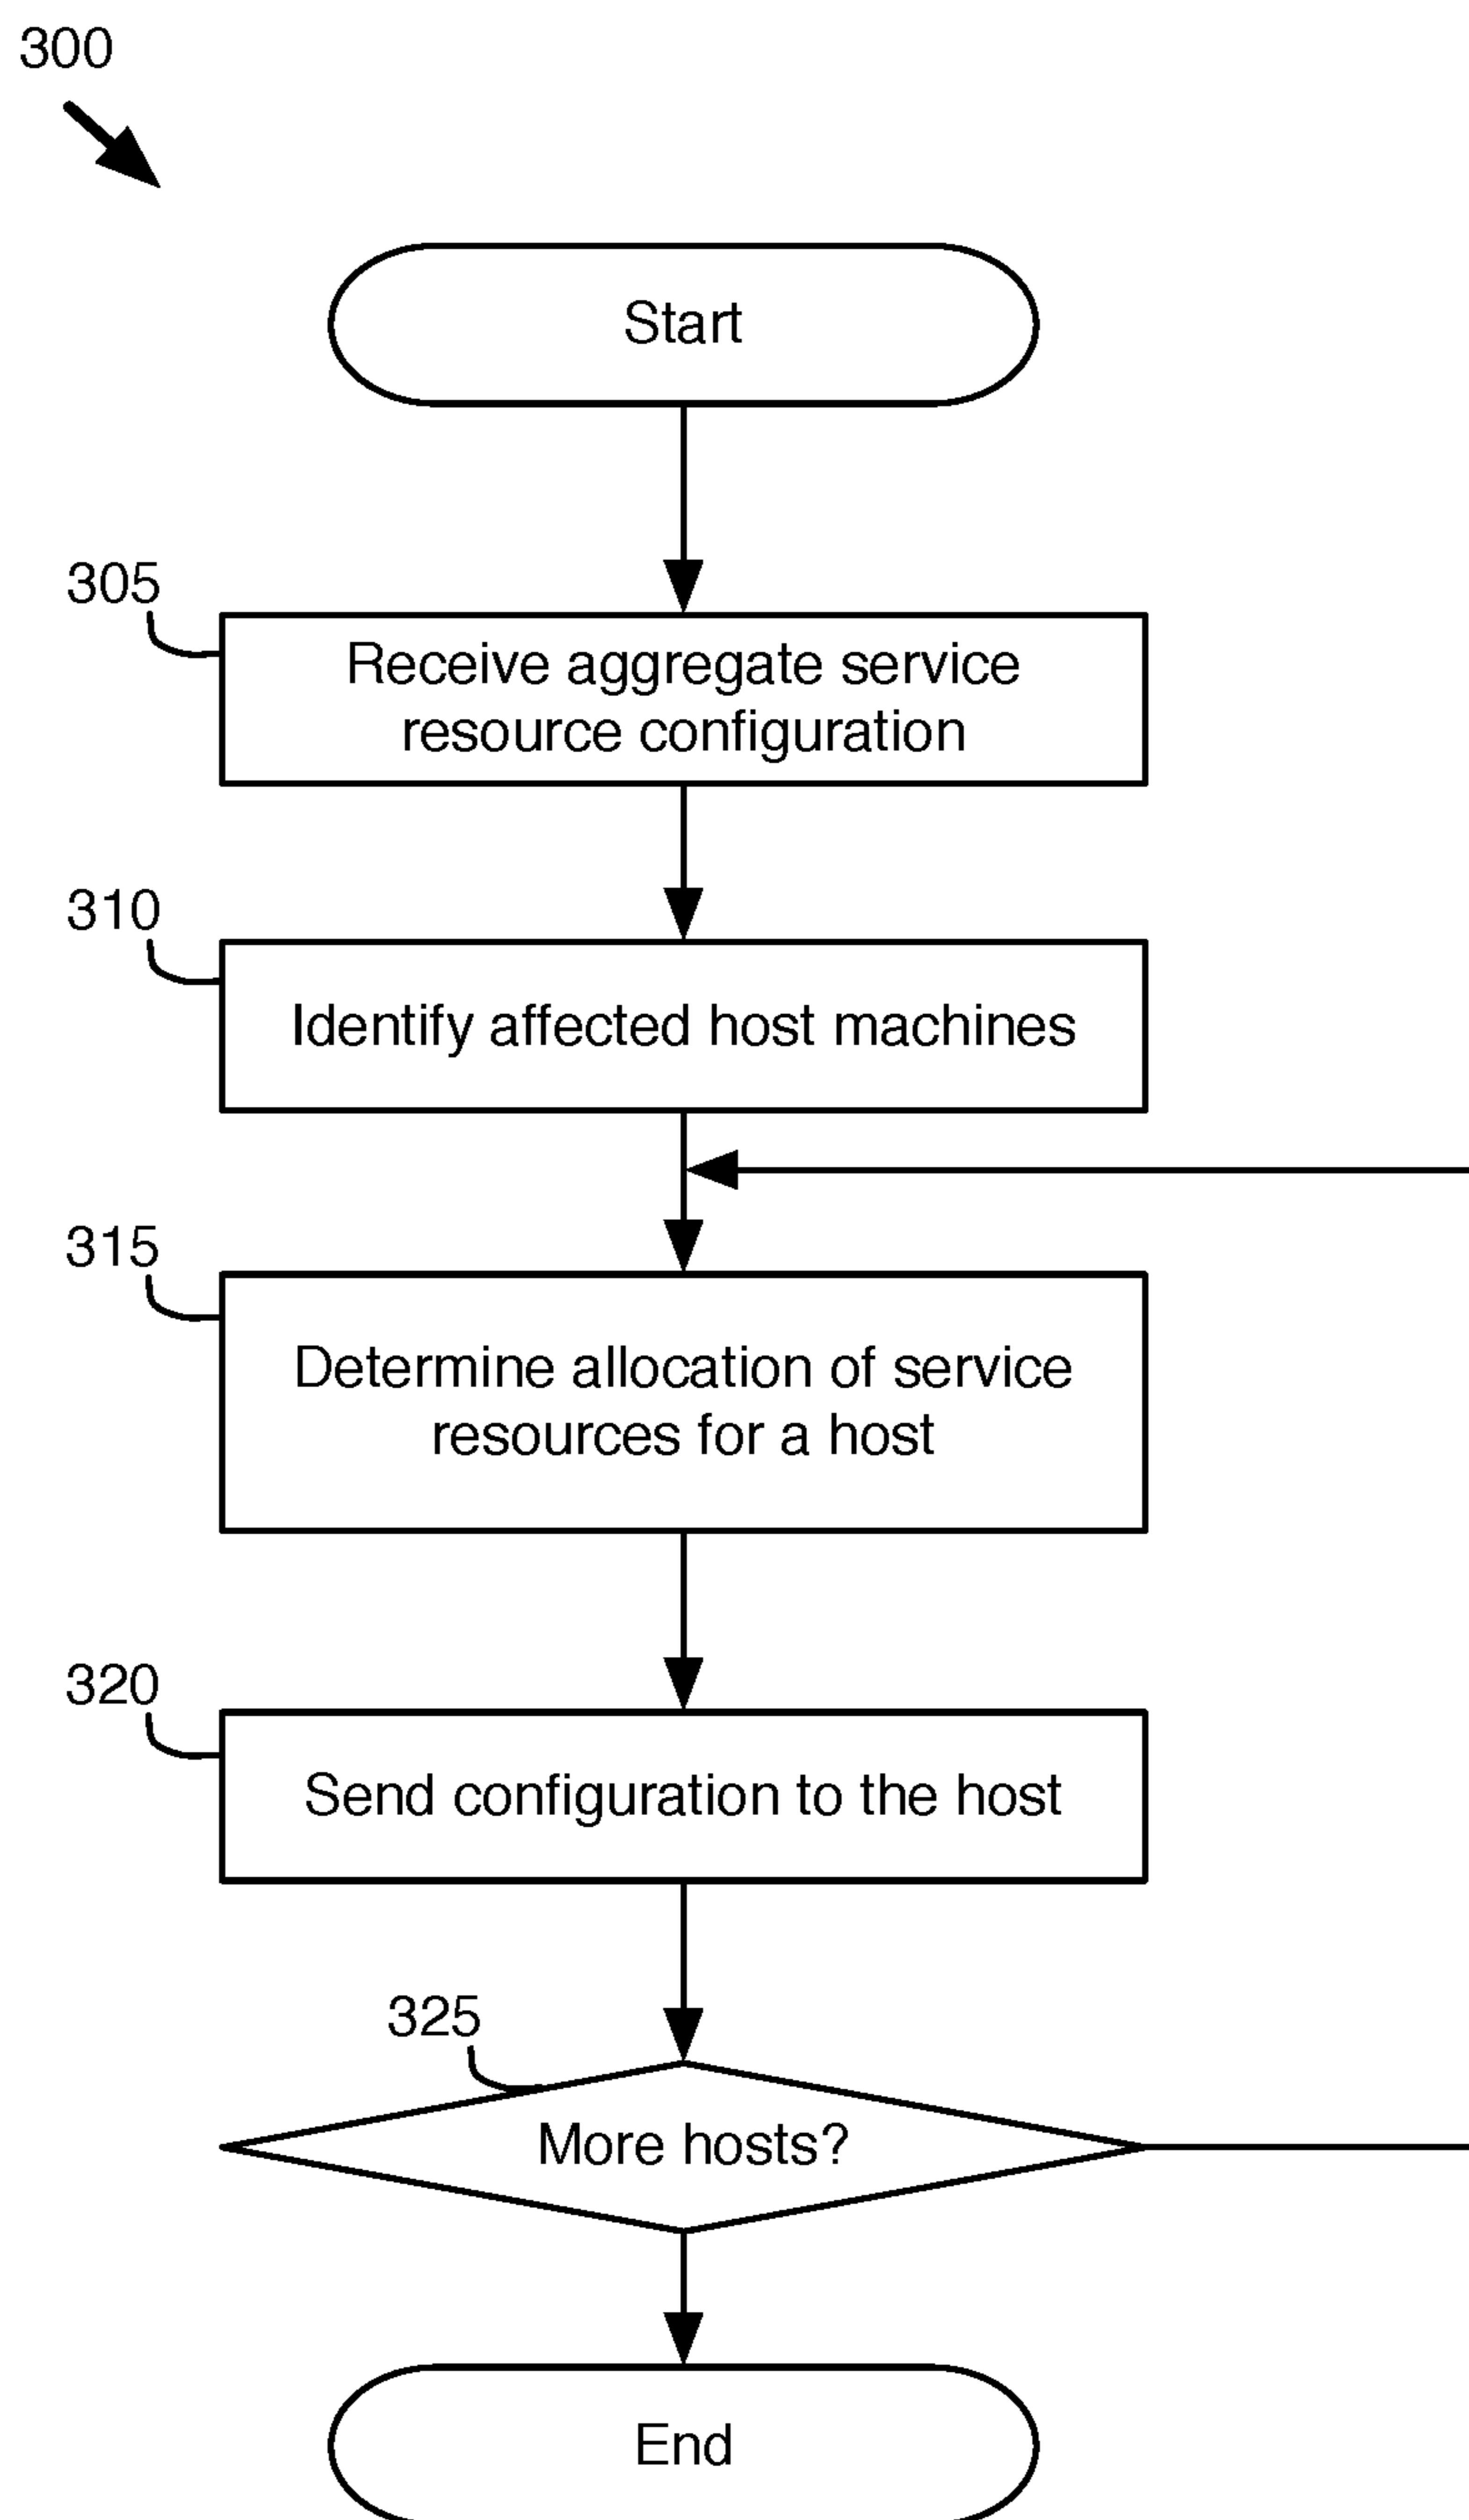 300
Start
305
Receive aggregate service
resource configuration
310
Identify affected host machines
315
Determine allocation of service
resources for a host
320
Send configuration to the host
325
More hosts?
End